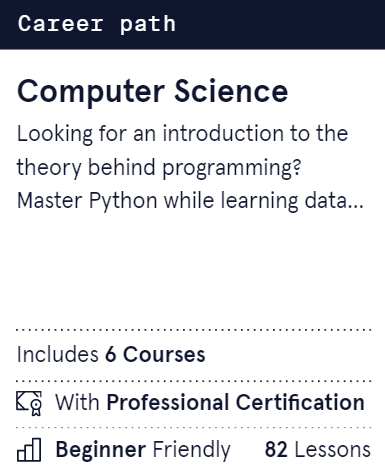 Career path
Computer Science
Looking for an introduction to the
theory behind programming?
Master Python while learning data...
Includes 6 Courses
With Professional Certification
Beginner Friendly 82 Lessons